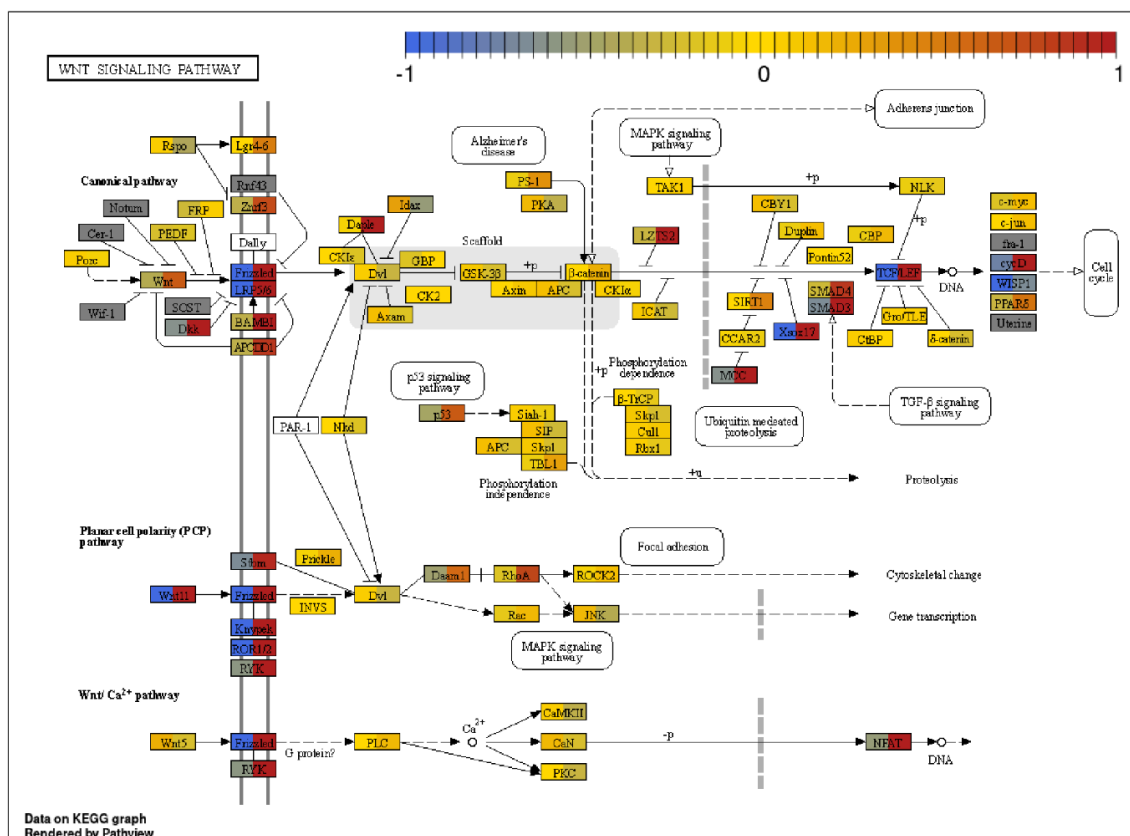 -1
0
1
WNT SIGNALING PATHWAY
Adherens junction
Alzheimer's
disease
MAPK signaling
pathway
Rspo
Lgr4-6
Canonical pathway
Rnf43
Znrf3
Notum
FRP
Cer-1
PEDF
Dally
Porc
Wnt
Frizzled
LRP5/6
Wif-1
SOST
Dkk
BAMBI
APCDD1
Idax
Daple
CKIε
Dvl
GBP
Scaffold
GSK-3β
+p
β-catenin
CK2
Axin
APC
CKIα
Axam
PS-1
PKA
TAK1
+p
NLK
+p
LZTS2
ICAT
CBY1
Duplin
Pontin52
CBP
SIRT1
CCAR2
MCC
Xsox17
SMAD4
SMAD3
TCF/LEF
Gro/TLE
CtBP
δ-catenin
DNA
c-myc
c-jun
fra-1
cycD
WISP1
PPARδ
Uterine
Cell
cycle
TGF-β signaling
pathway
p53 signaling
pathway
p53
Siah-1
SIP
APC
Skp1
TBL1
Phosphorylation
independence
Phosphorylation
dependence
+p
β-TrCP
Skp1
Cul1
Rbx1
Ubiquitin mediated
proteolysis
+u
Proteolysis
PAR-1
Nkd
Planar cell polarity (PCP)
pathway
Stbm
Prickle
Wnt11
Frizzled
INVS
Dvl
Knypek
ROR1/2
RYK
Daam1
RhoA
ROCK2
Rac
JNK
Focal adhesion
Cytoskeletal change
Gene transcription
MAPK signaling
pathway
Wnt/ Ca2+ pathway
Wnt5
Frizzled
RYK
G protein?
PLC
Ca2+
CaMKII
CaN
PKC
-p
NFAT
DNA
Data on KEGG graph
Rendered by Pathview